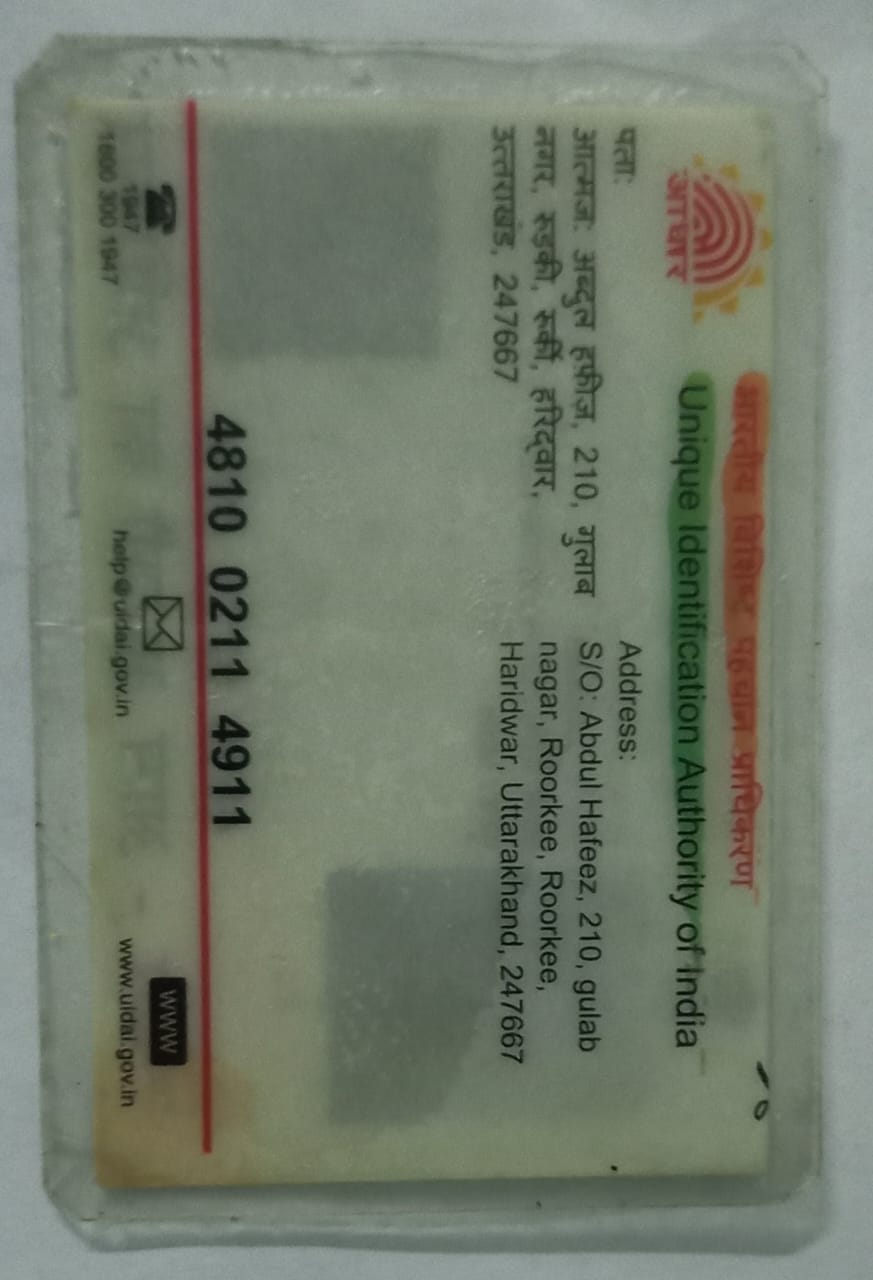 भारतीय विशिष्ट पहचान प्राधिकरण
Unique Identification Authority of India
आधार
पता:
आत्मज: अब्दुल हफीज, 210, गुलाब
नगर, रुड़की, रुर्की, हरिद्वार,
उत्तराखंड, 247667
Address:
S/O: Abdul Hafeez, 210, gulab
nagar, Roorkee, Roorkee,
Haridwar, Uttarakhand, 247667
4810 0211 4911
1947
1800 300 1947
help@uidai.gov.in
WWW
www.uidai.gov.in